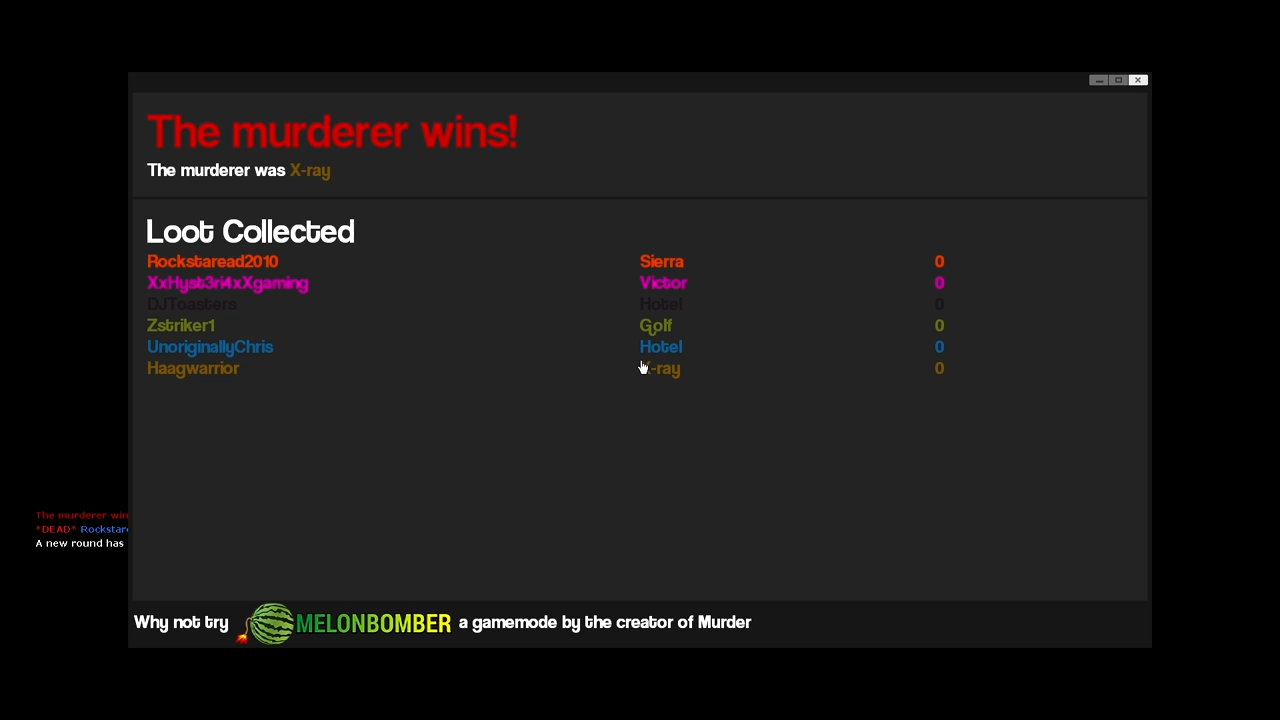 The murderer wins!
The murderer was X-ray
Loot Collected
Rockstaread2010 Sierra 0
XxHyst3ri4xXgaming Victor 0
DJToasters Hotel 0
Zstriker1 Golf 0
UnoriginallyChris Hotel 0
Haagwarrior X-ray 0
The murderer win
*DEAD* Rockstare
A new round has
Why not try MELONBOMBER a gamemode by the creator of Murder